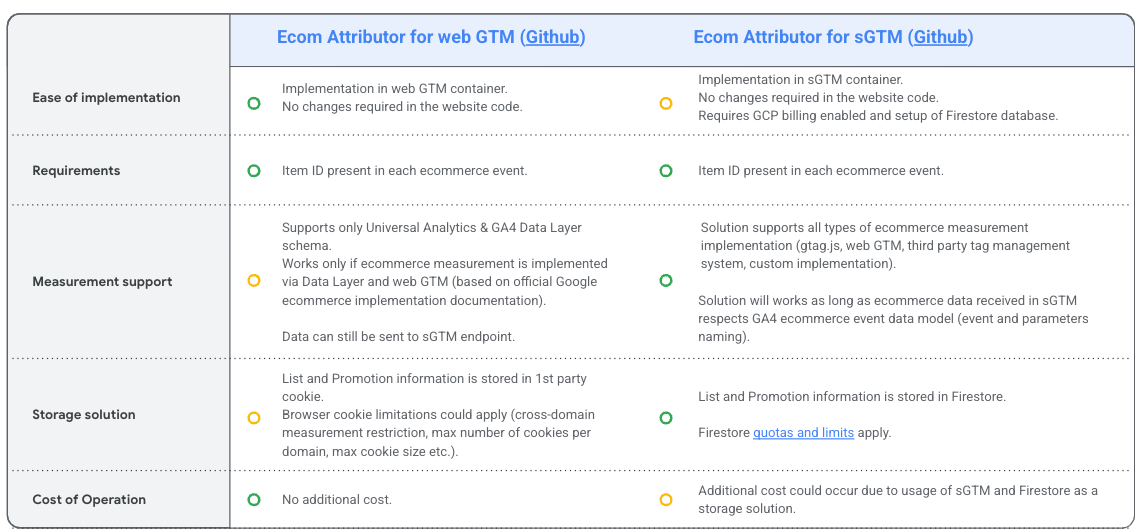 Ecom Attributor for web GTM (Github)
Ecom Attributor for sGTM (Github)
Ease of implementation
Implementation in web GTM container.
No changes required in the website code.
Implementation in sGTM container.
No changes required in the website code.
Requires GCP billing enabled and setup of Firestore database.
Requirements
Item ID present in each ecommerce event.
Item ID present in each ecommerce event.
Measurement support
Supports only Universal Analytics & GA4 Data Layer
schema.
Works only if ecommerce measurement is implemented
via Data Layer and web GTM (based on official Google
ecommerce implementation documentation).
Data can still be sent to sGTM endpoint.
Solution supports all types of ecommerce measurement
implementation (gtag.js, web GTM, third party tag management
system, custom implementation).
Solution will works as long as ecommerce data received in sGTM
respects GA4 ecommerce event data model (event and parameters
naming).
Storage solution
List and Promotion information is stored in 1st party
cookie.
Browser cookie limitations could apply (cross-domain
measurement restriction, max number of cookies per
domain, max cookie size etc.).
List and Promotion information is stored in Firestore.
Firestore quotas and limits apply.
Cost of Operation
No additional cost.
Additional cost could occur due to usage of sGTM and Firestore as a
storage solution.